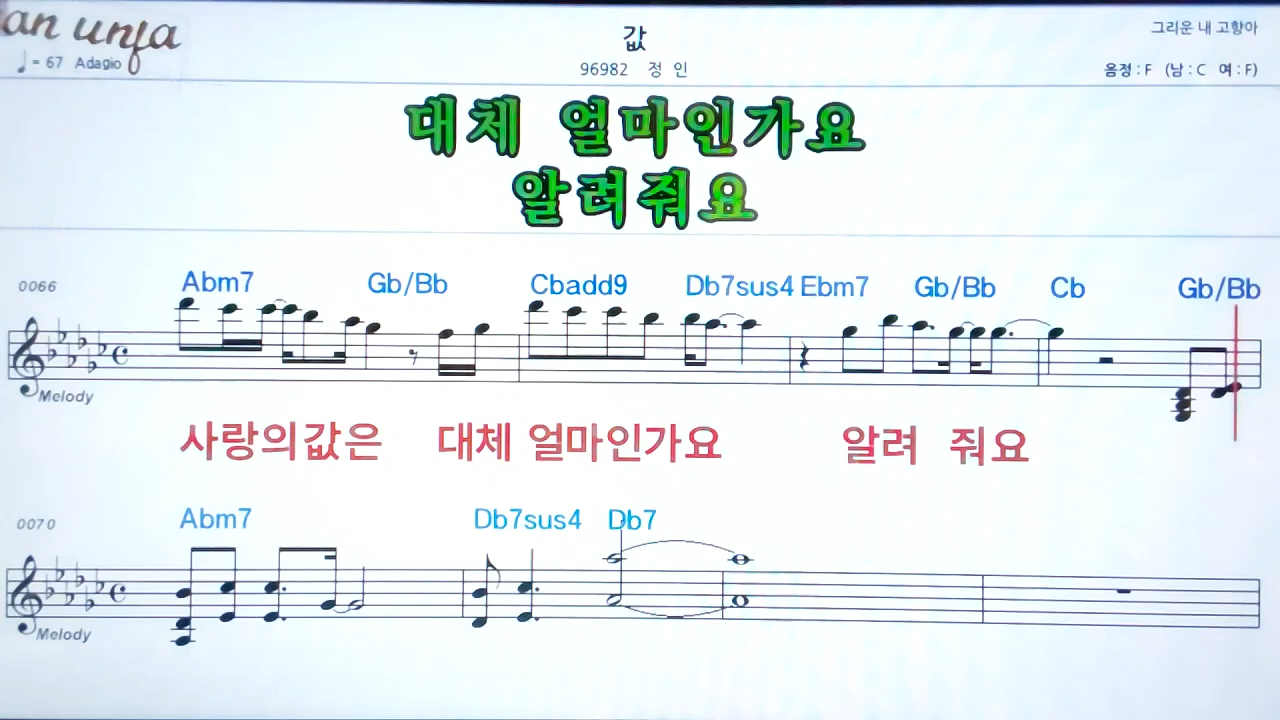 an unja
값
그리운 내 고향아
♩= 67 Adagio
96982 정 인
음정 : F (남 : C 여 : F)
대체 얼마인가요
알려줘요
0066 Abm7 Gb/Bb Cbadd9 Db7sus4 Ebm7 Gb/Bb Cb Gb/Bb
Melody
사랑의값은 대체 얼마인가요 알려 줘요
0070 Abm7 Db7sus4 Db7
Melody